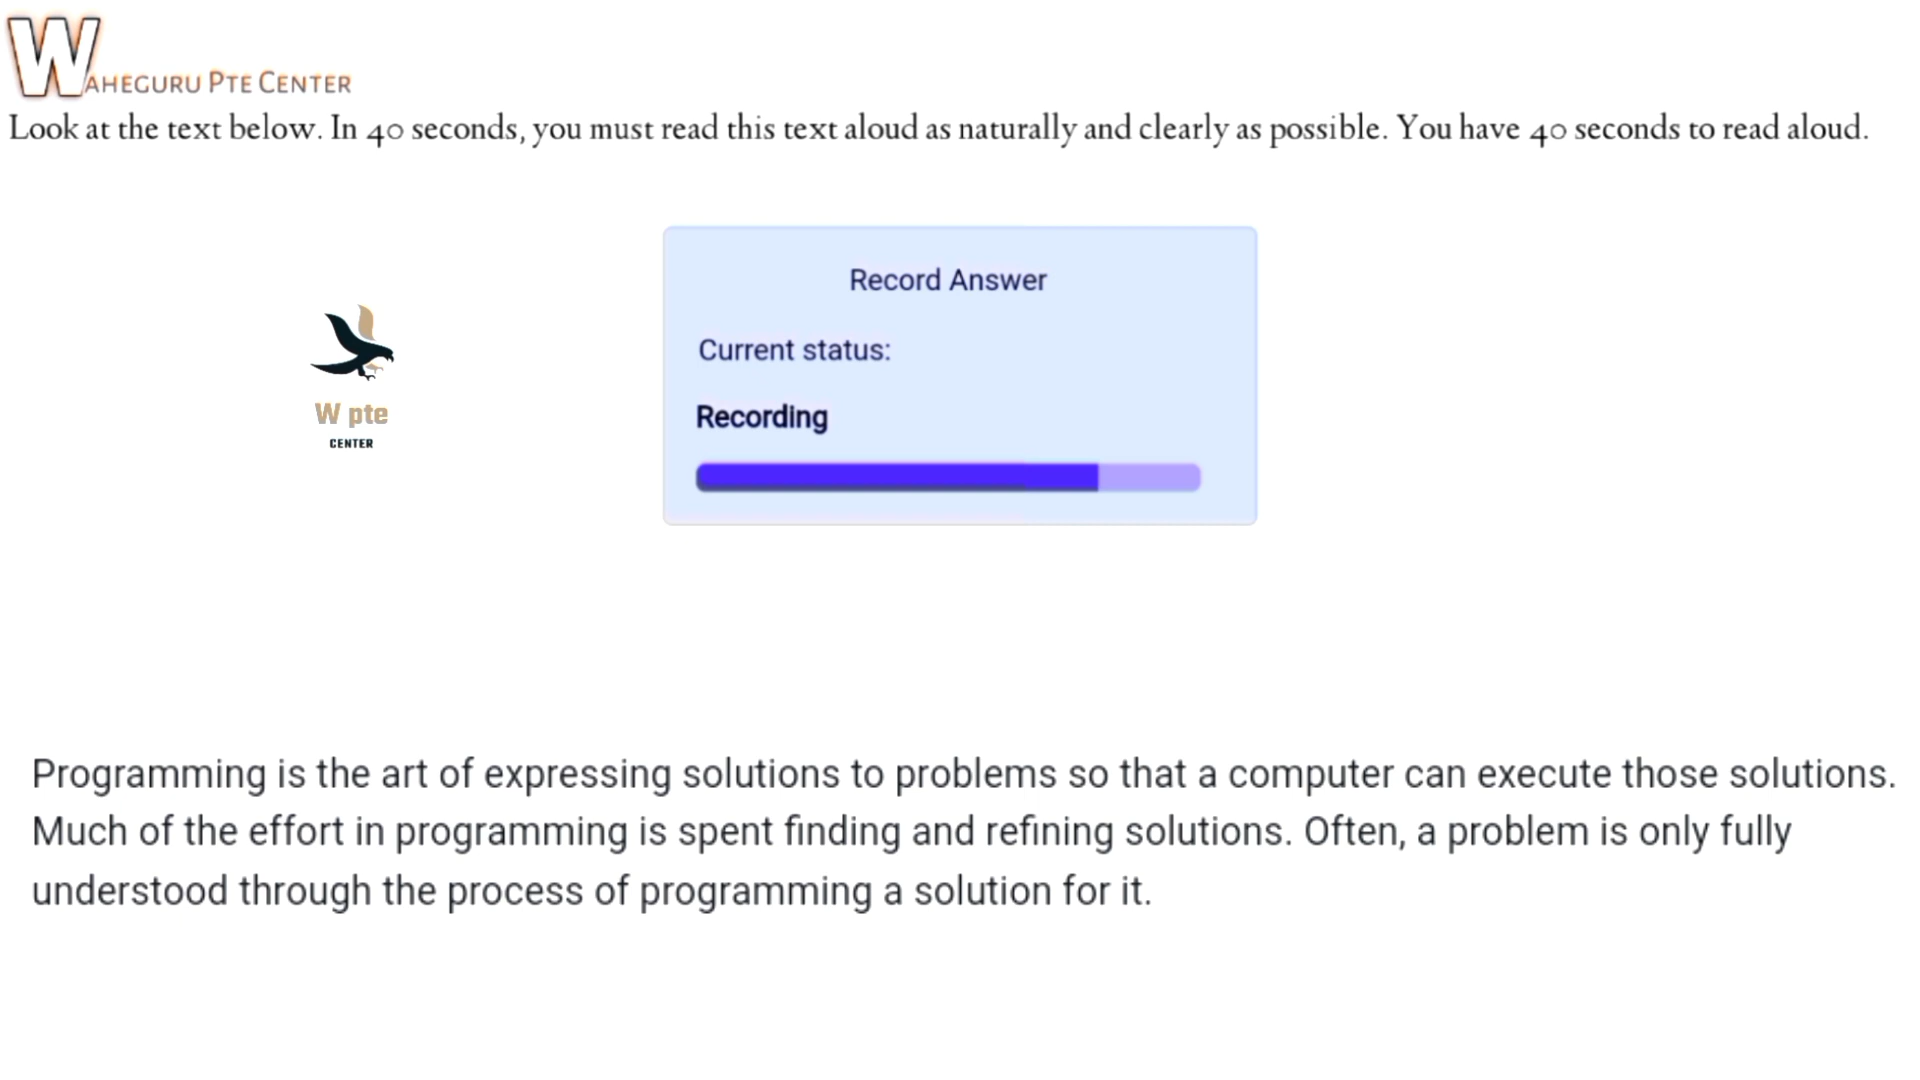 WAHEGURU PTE CENTER
Look at the text below. In 40 seconds, you must read this text aloud as naturally and clearly as possible. You have 40 seconds to read aloud.
Record Answer
Current status:
Recording
W pte
CENTER
Programming is the art of expressing solutions to problems so that a computer can execute those solutions.
Much of the effort in programming is spent finding and refining solutions. Often, a problem is only fully
understood through the process of programming a solution for it.